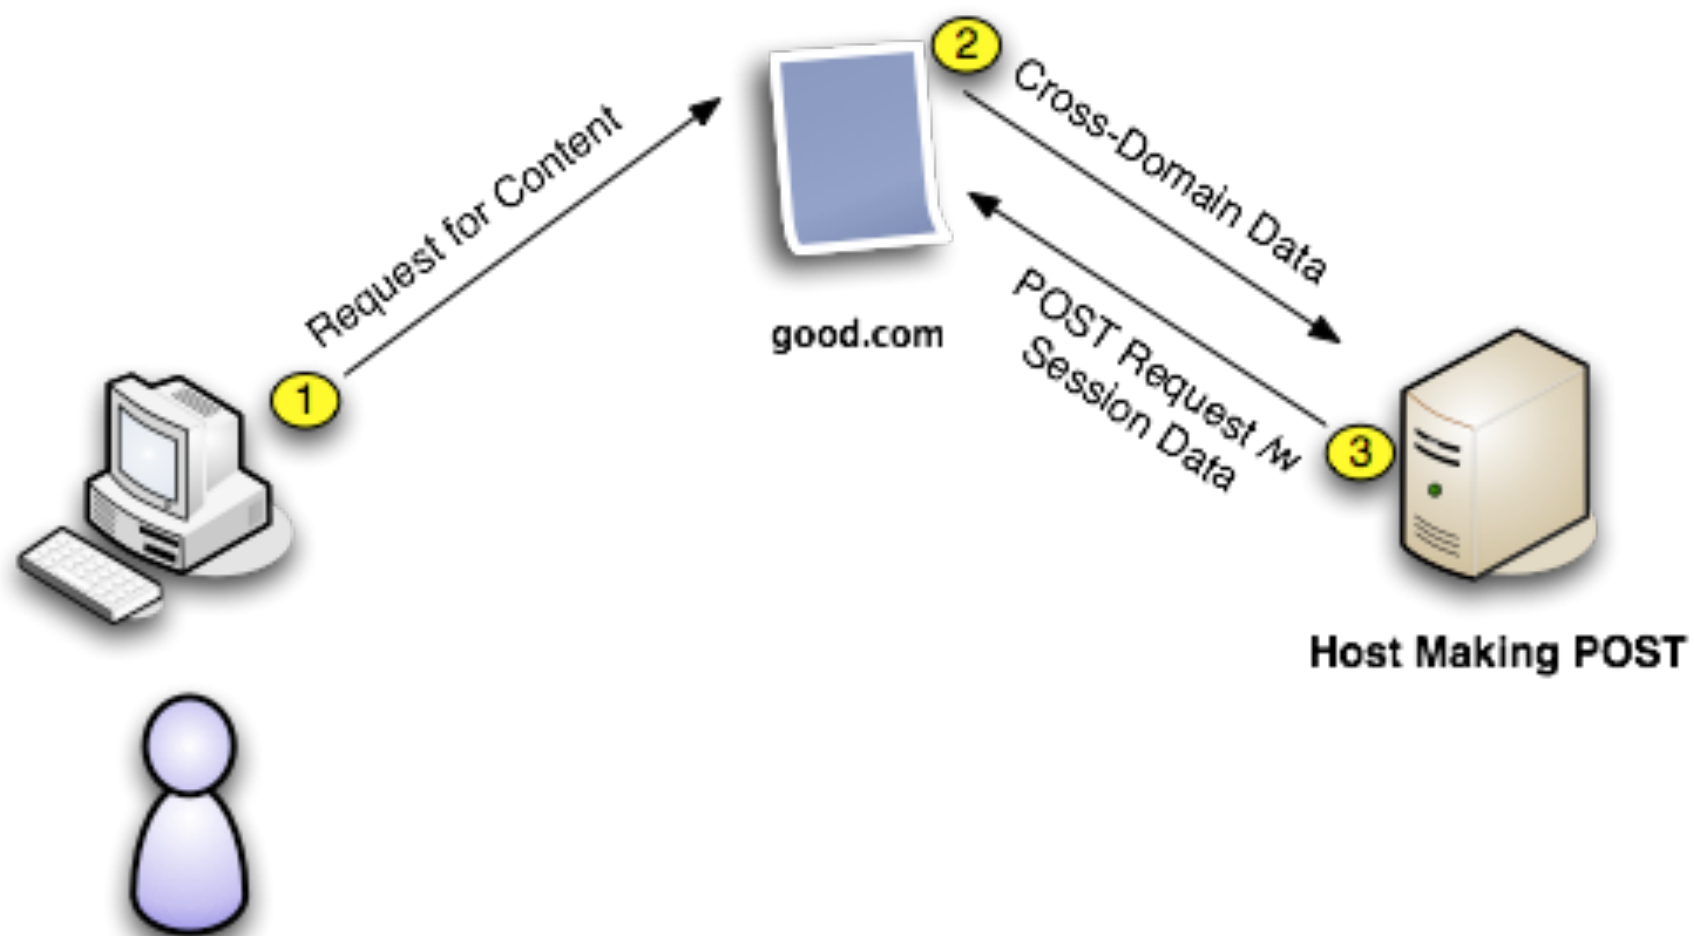 2
Cross-Domain Data
Request for Content
good.com
POST Request /w
Session Data
1
3
Host Making POST